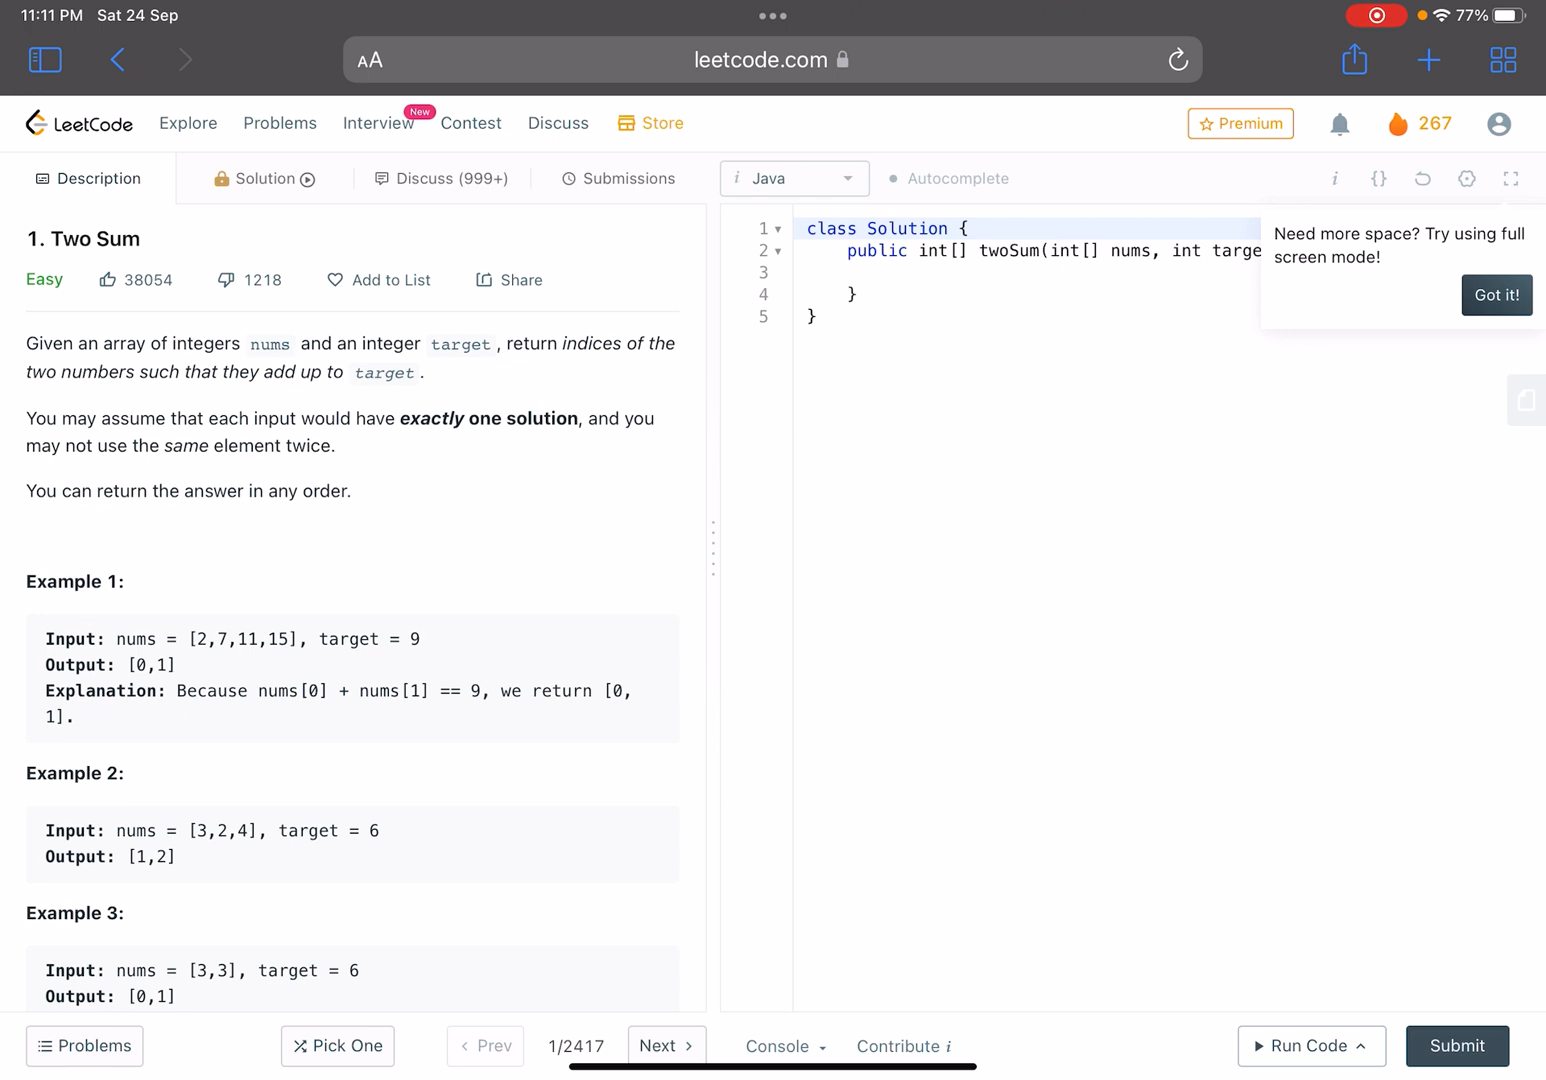 11:11 PM Sat 24 Sep
77%
AA
leetcode.com
LeetCode
Explore
Problems
Interview
New
Contest
Discuss
Store
Premium
267
Description
Solution
Discuss (999+)
Submissions
i Java
Autocomplete
i {}
1. Two Sum
Easy
38054
1218
Add to List
Share
Given an array of integers nums and an integer target, return indices of the
two numbers such that they add up to target.
You may assume that each input would have exactly one solution, and you
may not use the same element twice.
You can return the answer in any order.
Example 1:
Input: nums = [2,7,11,15], target = 9
Output: [0,1]
Explanation: Because nums[0] + nums[1] == 9, we return [0,
1].
Example 2:
Input: nums = [3,2,4], target = 6
Output: [1,2]
Example 3:
Input: nums = [3,3], target = 6
Output: [0,1]
1 class Solution {
2 public int[] twoSum(int[] nums, int targe
3
4 }
5 }
Need more space? Try using full
screen mode!
Got it!
Problems
Pick One
< Prev
1/2417
Next >
Console
Contribute i
Run Code
Submit